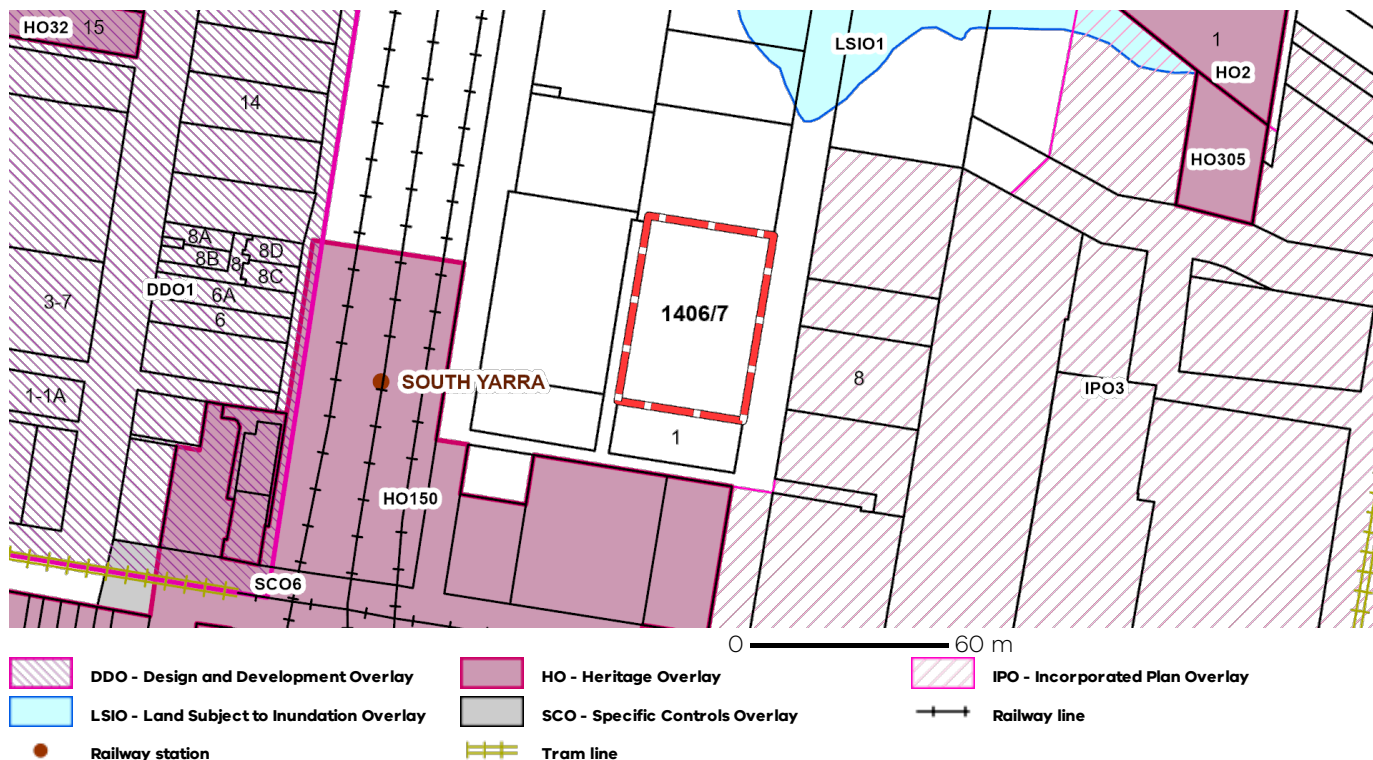 HO32
15
1
LSIO1
HO2
14
HO305
8A
8D
8B
8
8C
DDO1
6A
3-7
6
1406/7
SOUTH YARRA
8
IPO3
1-1A
1
HO150
SCO6
0 60 m
DDO - Design and Development Overlay
HO - Heritage Overlay
IPO - Incorporated Plan Overlay
LSIO - Land Subject to Inundation Overlay
SCO - Specific Controls Overlay
Railway line
Railway station
Tram line